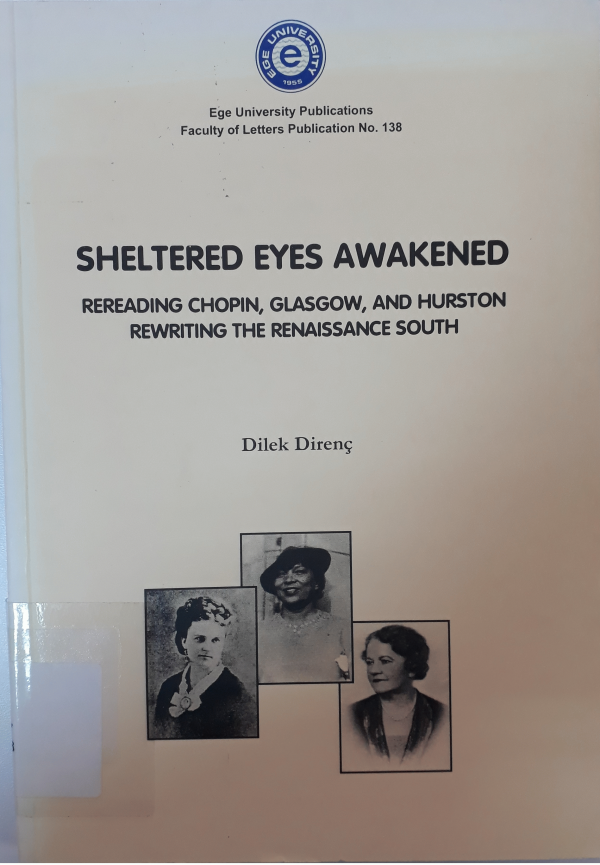 EGE UNIVERSITY
e
1955
Ege University Publications
Faculty of Letters Publication No. 138
SHELTERED EYES AWAKENED
REREADING CHOPIN, GLASGOW, AND HURSTON
REWRITING THE RENAISSANCE SOUTH
Dilek Direnç